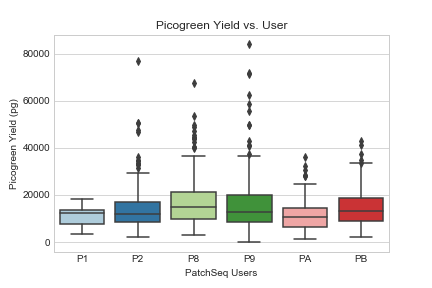 Picogreen Yield vs. User
Picogreen Yield (pg)
80000
60000
40000
20000
0
P1 P2 P8 P9 PA PB
PatchSeq Users